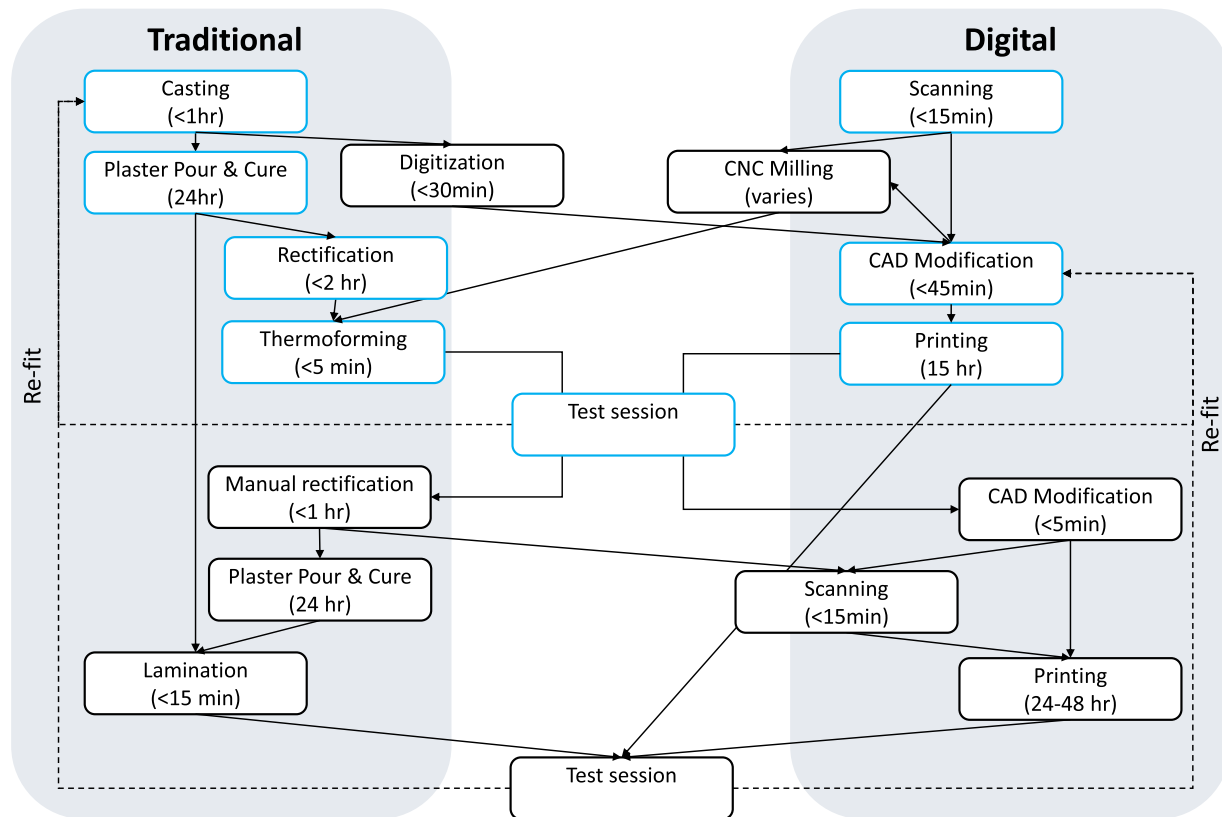 Traditional
Digital
Casting
(<1hr)
Scanning
(<15min)
Plaster Pour & Cure
(24hr)
Digitization
(<30min)
CNC Milling
(varies)
Rectification
(<2 hr)
CAD Modification
(<45min)
Thermoforming
(<5 min)
Printing
(15 hr)
Re-fit
Test session
Re-fit
Manual rectification
(<1 hr)
CAD Modification
(<5min)
Plaster Pour & Cure
(24 hr)
Scanning
(<15min)
Lamination
(<15 min)
Printing
(24-48 hr)
Test session